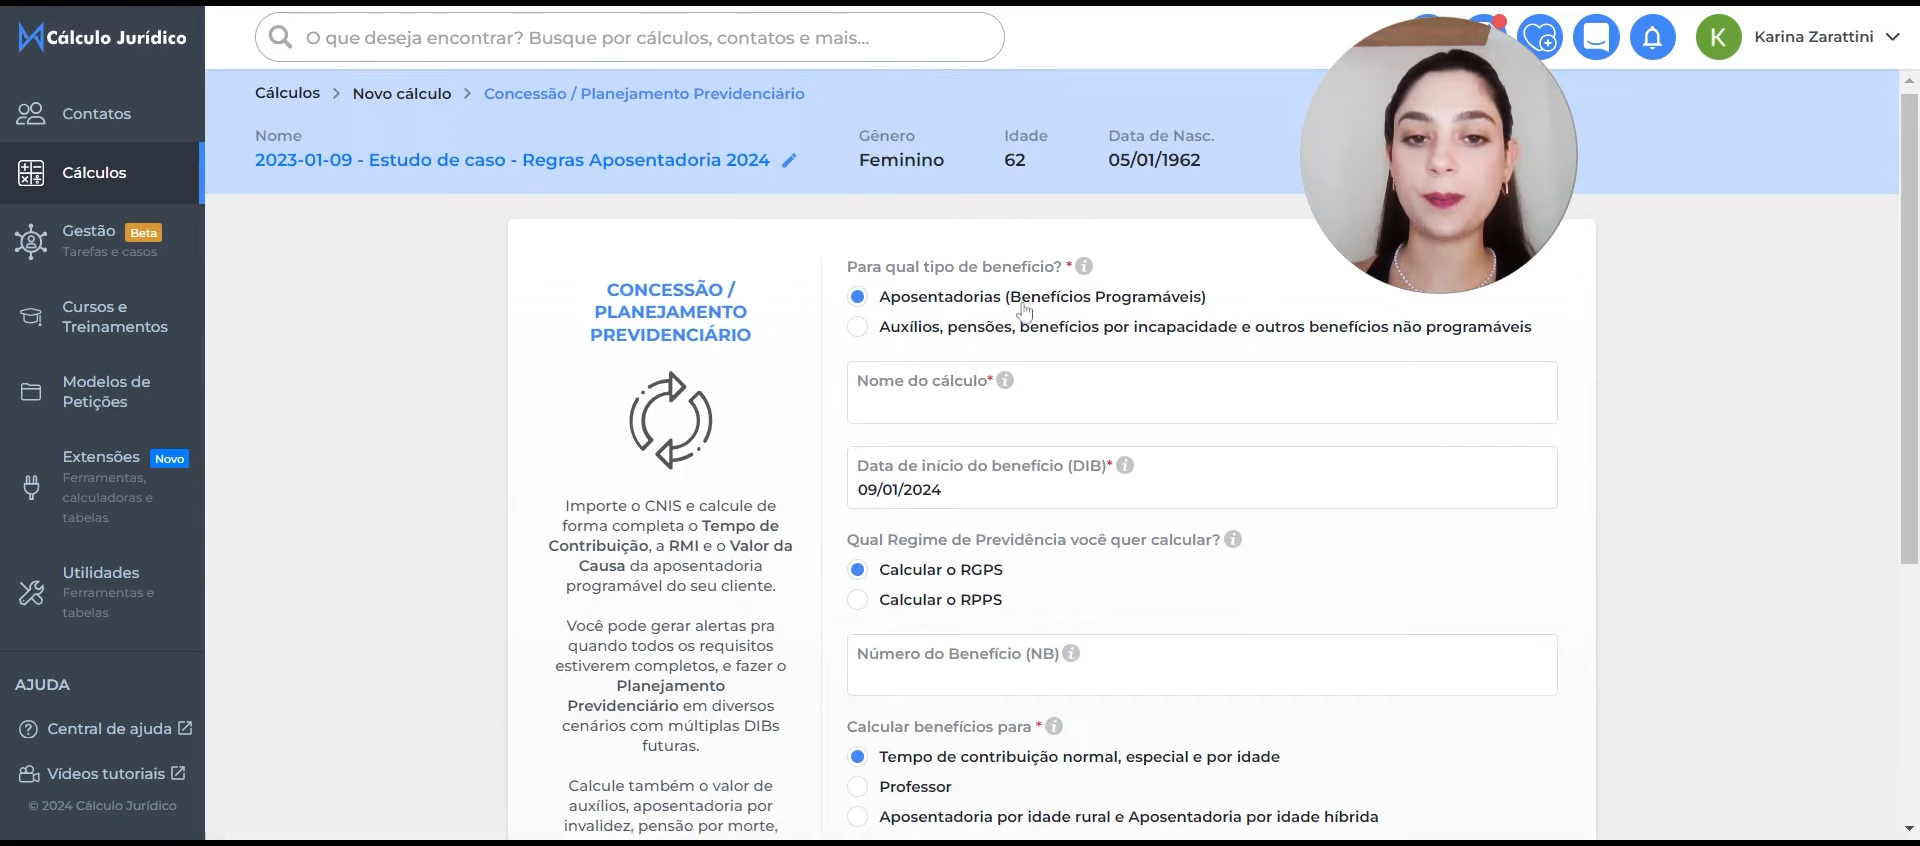 Cálculo Jurídico
O que deseja encontrar? Busque por cálculos, contatos e mais...
K
Karina Zarattini
Contatos
Cálculos
Gestão Beta
Tarefas e casos
Cursos e
Treinamentos
Modelos de
Petições
Extensões Novo
Ferramentas,
calculadoras e
tabelas
Utilidades
Ferramentas e
tabelas
AJUDA
Central de ajuda
Vídeos tutoriais
© 2024 Cálculo Jurídico
Cálculos > Novo cálculo > Concessão / Planejamento Previdenciário
Nome
2023-01-09 - Estudo de caso - Regras Aposentadoria 2024
Gênero
Feminino
Idade
62
Data de Nasc.
05/01/1962
CONCESSÃO /
PLANEJAMENTO
PREVIDENCIÁRIO
Importe o CNIS e calcule de
forma completa o Tempo de
Contribuição, a RMI e o Valor da
Causa da aposentadoria
programável do seu cliente.
Você pode gerar alertas pra
quando todos os requisitos
estiverem completos, e fazer o
Planejamento
Previdenciário em diversos
cenários com múltiplas DIBs
futuras.
Calcule também o valor de
auxílios, aposentadoria por
invalidez, pensão por morte,
Para qual tipo de benefício? *
Aposentadorias (Benefícios Programáveis)
Auxílios, pensões, benefícios por incapacidade e outros benefícios não programáveis
Nome do cálculo*
Data de início do benefício (DIB)*
09/01/2024
Qual Regime de Previdência você quer calcular?
Calcular o RGPS
Calcular o RPPS
Número do Benefício (NB)
Calcular benefícios para *
Tempo de contribuição normal, especial e por idade
Professor
Aposentadoria por idade rural e Aposentadoria por idade híbrida